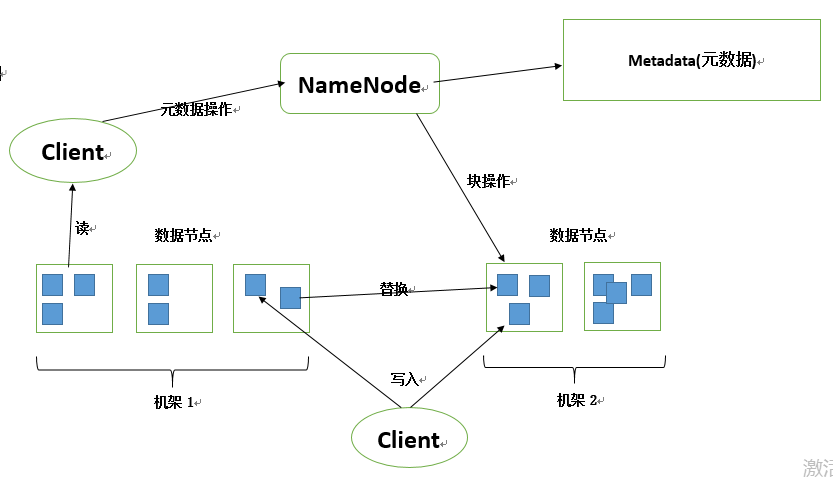 Metadata(元数据)
NameNode
元数据操作
Client
块操作
读
数据节点
数据节点
替换
写入
机架 1
机架 2
Client
激活